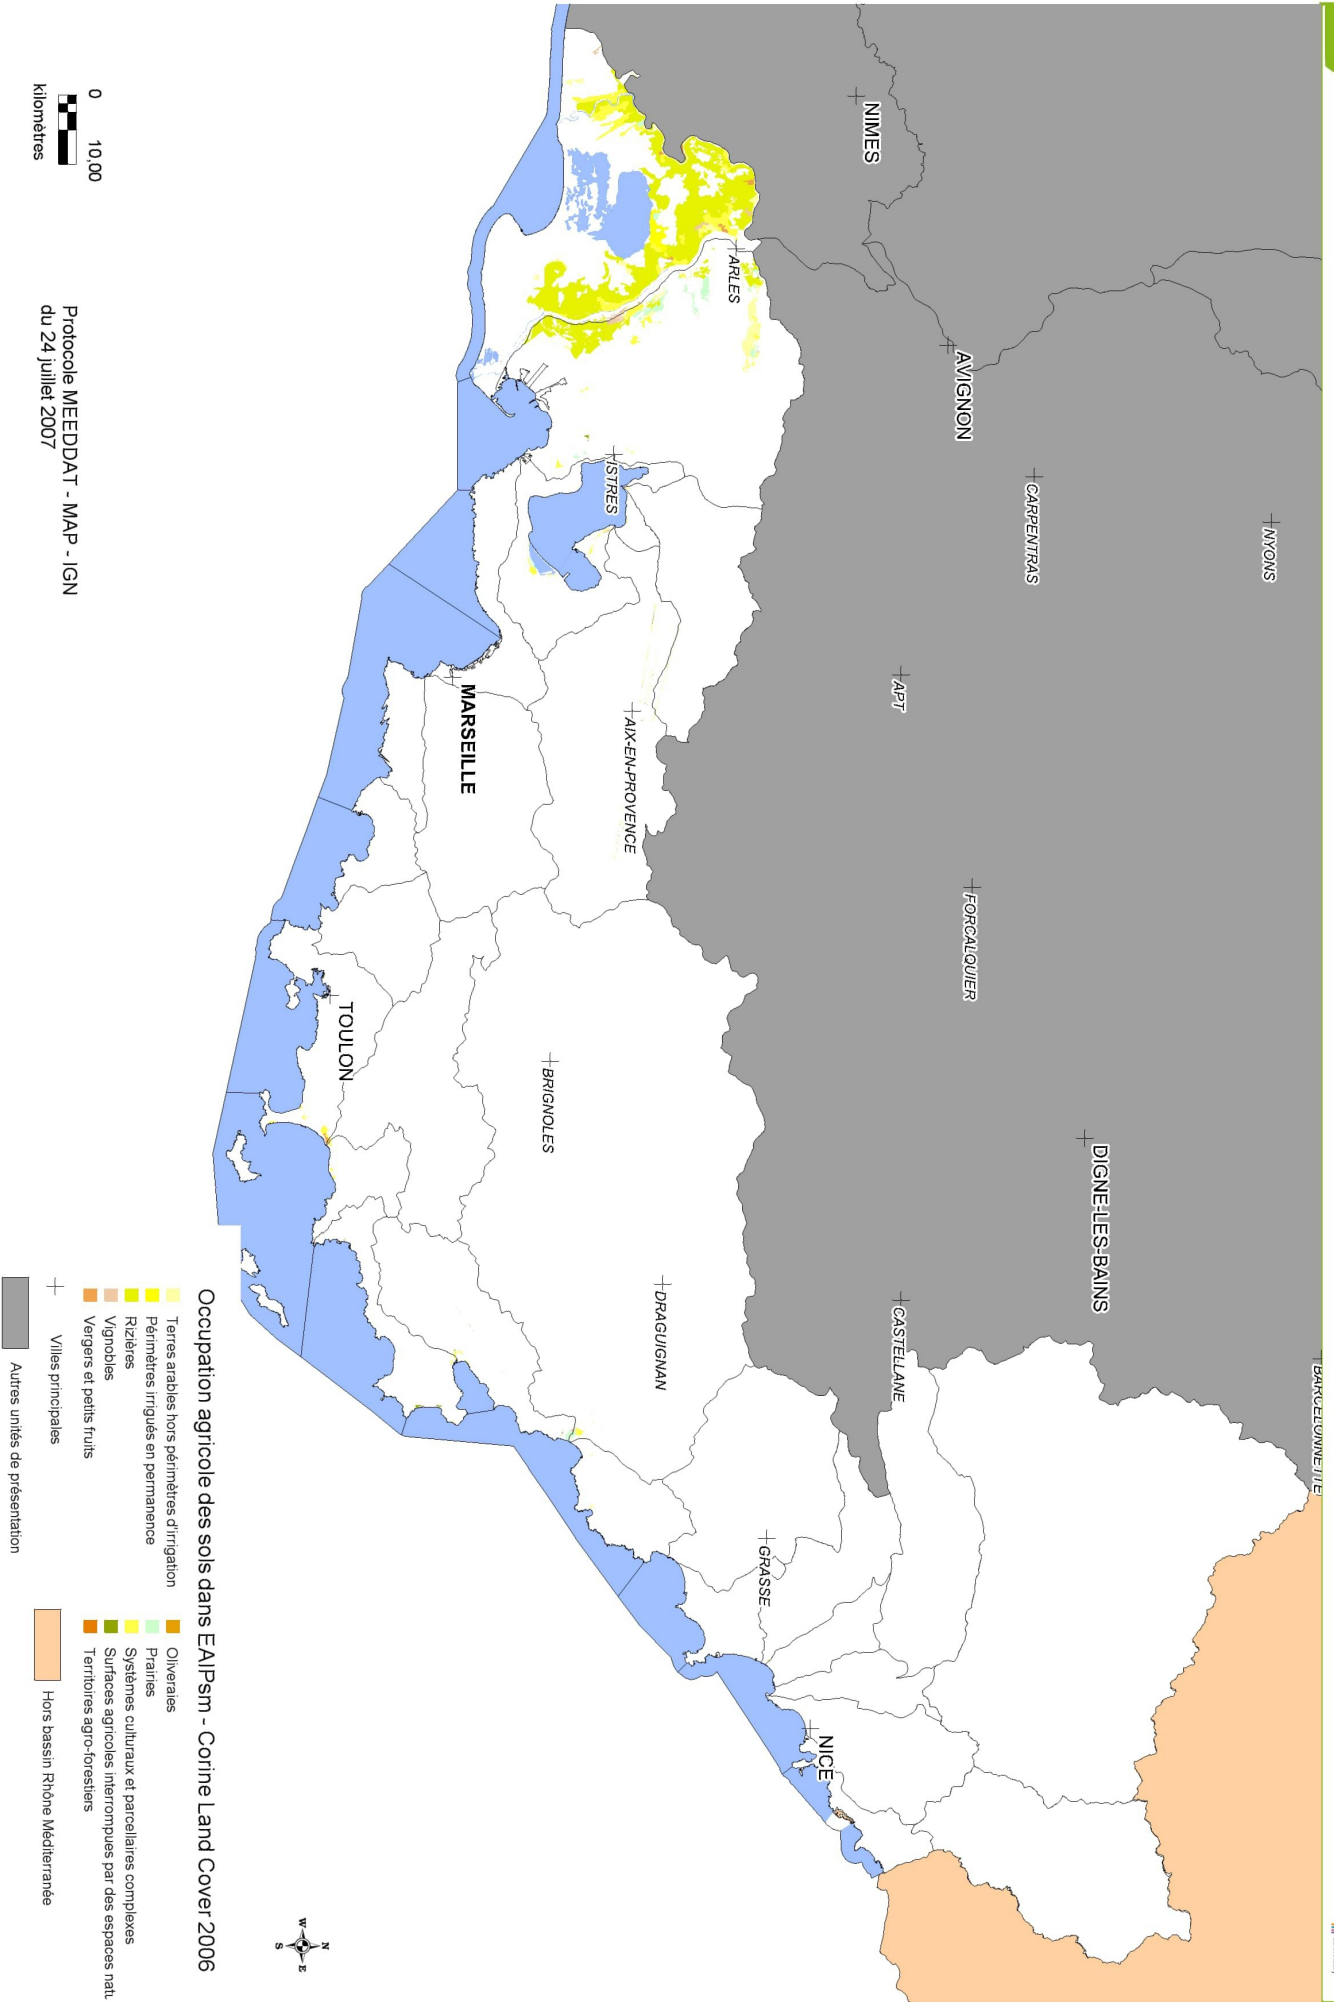 NYONS
BARCELONNETTE
CARPENTRAS
DIGNE-LES-BAINS
FORCALQUIER
AVIGNON
APT
CASTELLANE
NIMES
NICE
GRASSE
ARLES
DRAGUIGNAN
AIX-EN-PROVENCE
ISTRES
BRIGNOLES
MARSEILLE
TOULON
Occupation agricole des sols dans EAIPsm - Corine Land Cover 2006
Terres arables hors périmètres d'irrigation
Périmètres irrigués en permanence
Rizières
Vignobles
Vergers et petits fruits
Oliveraies
Prairies
Systèmes culturaux et parcellaires complexes
Surfaces agricoles interrompues par des espaces natu
Territoires agro-forestiers
Villes principales
Autres unités de présentation
Hors bassin Rhône Méditerranée
N
W
E
S
0 10,00
kilomètres
Protocole MEEDDAT - MAP - IGN
du 24 juillet 2007